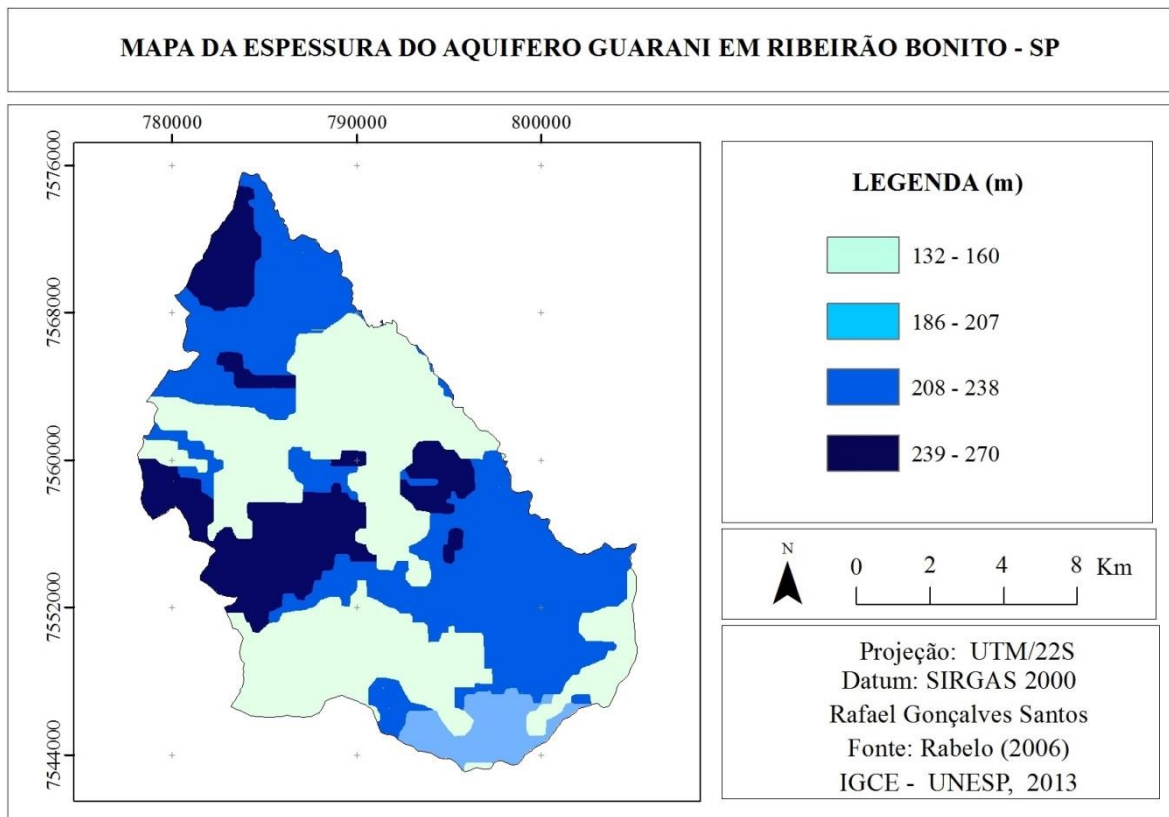 MAPA DA ESPESSURA DO AQUIFERO GUARANI EM RIBEIRÃO BONITO - SP
780000
790000
800000
7576000
7568000
7560000
7552000
7544000
LEGENDA (m)
132 - 160
186 - 207
208 - 238
239 - 270
N
0 2 4 8 Km
Projeção: UTM/22S
Datum: SIRGAS 2000
Rafael Gonçalves Santos
Fonte: Rabelo (2006)
IGCE - UNESP, 2013